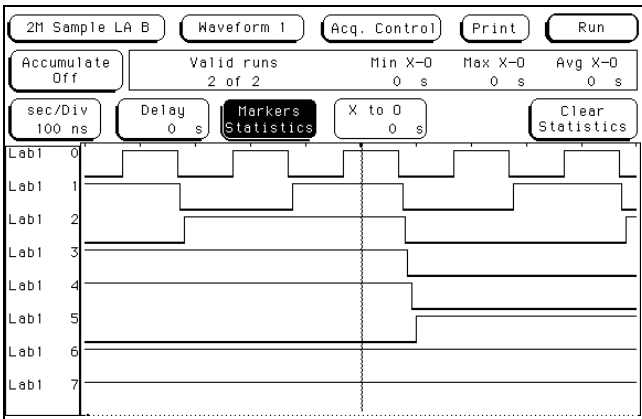 2M Sample LA B Waveform 1 Acq. Control Print Run
Accumulate Off Valid runs 2 of 2 Min X-O 0 s Max X-O 0 s Avg X-O 0 s
sec/Div 100 ns Delay 0 s Markers Statistics X to O 0 s Clear Statistics
Lab1 0
Lab1 1
Lab1 2
Lab1 3
Lab1 4
Lab1 5
Lab1 6
Lab1 7